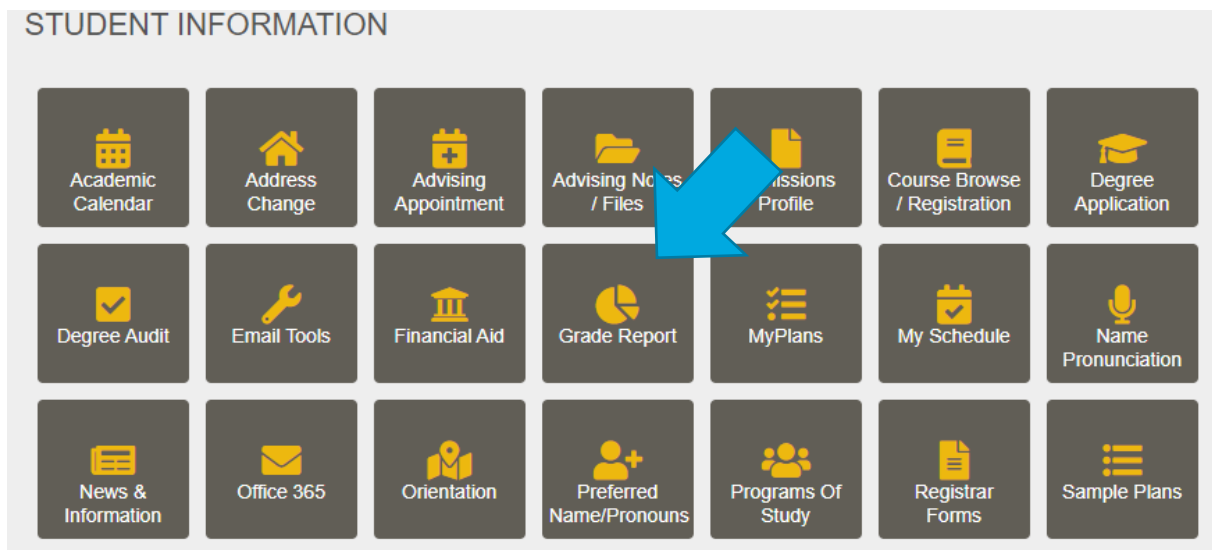 STUDENT INFORMATION
Academic
Calendar
Address
Change
Advising
Appointment
Advising Notes
/ Files
Profile
Course Browse
/ Registration
Degree
Application
Degree Audit
Email Tools
Financial Aid
Grade Report
MyPlans
My Schedule
Name
Pronunciation
News &
Information
Office 365
Orientation
Preferred
Name/Pronouns
Programs Of
Study
Registrar
Forms
Sample Plans